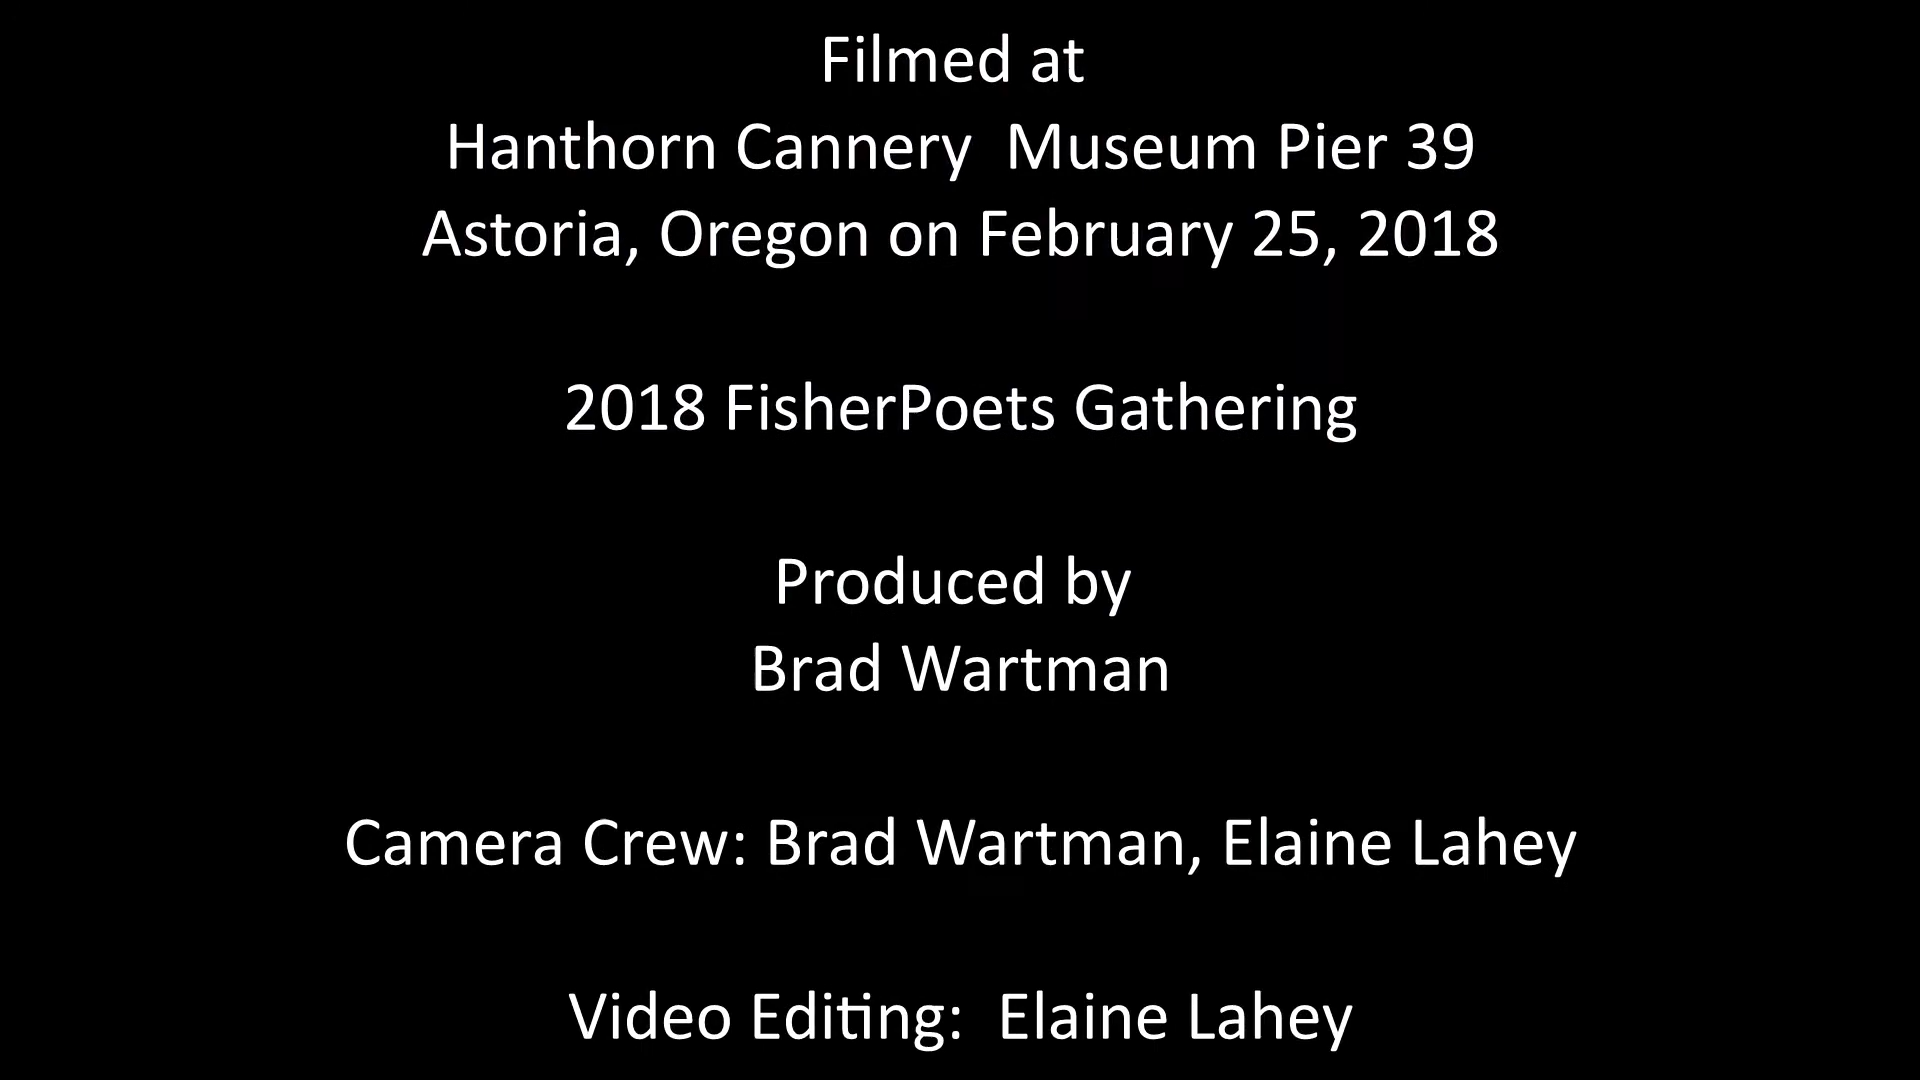 Filmed at
Hanthorn Cannery  Museum Pier 39
Astoria, Oregon on February 25, 2018
2018 FisherPoets Gathering
Produced by
Brad Wartman
Camera Crew: Brad Wartman, Elaine Lahey
Video Editing:  Elaine Lahey